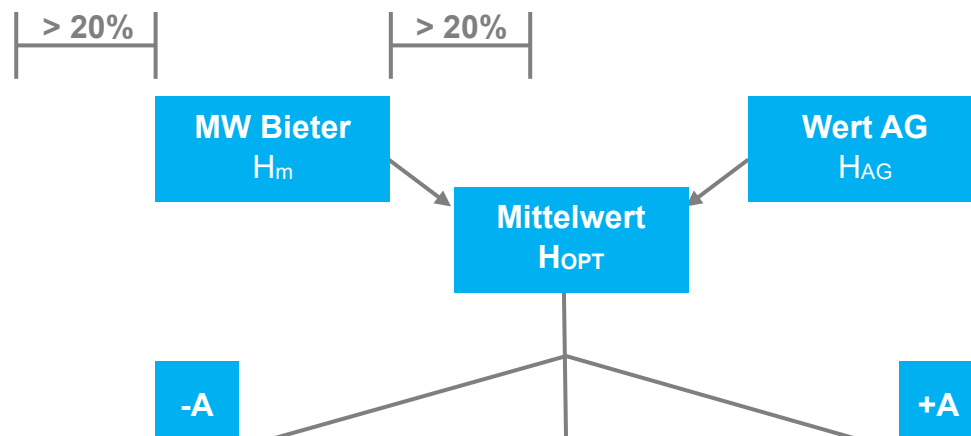 > 20%
> 20%
MW Bieter
Hm
Wert AG
HAG
Mittelwert
HOPT
-A
+A